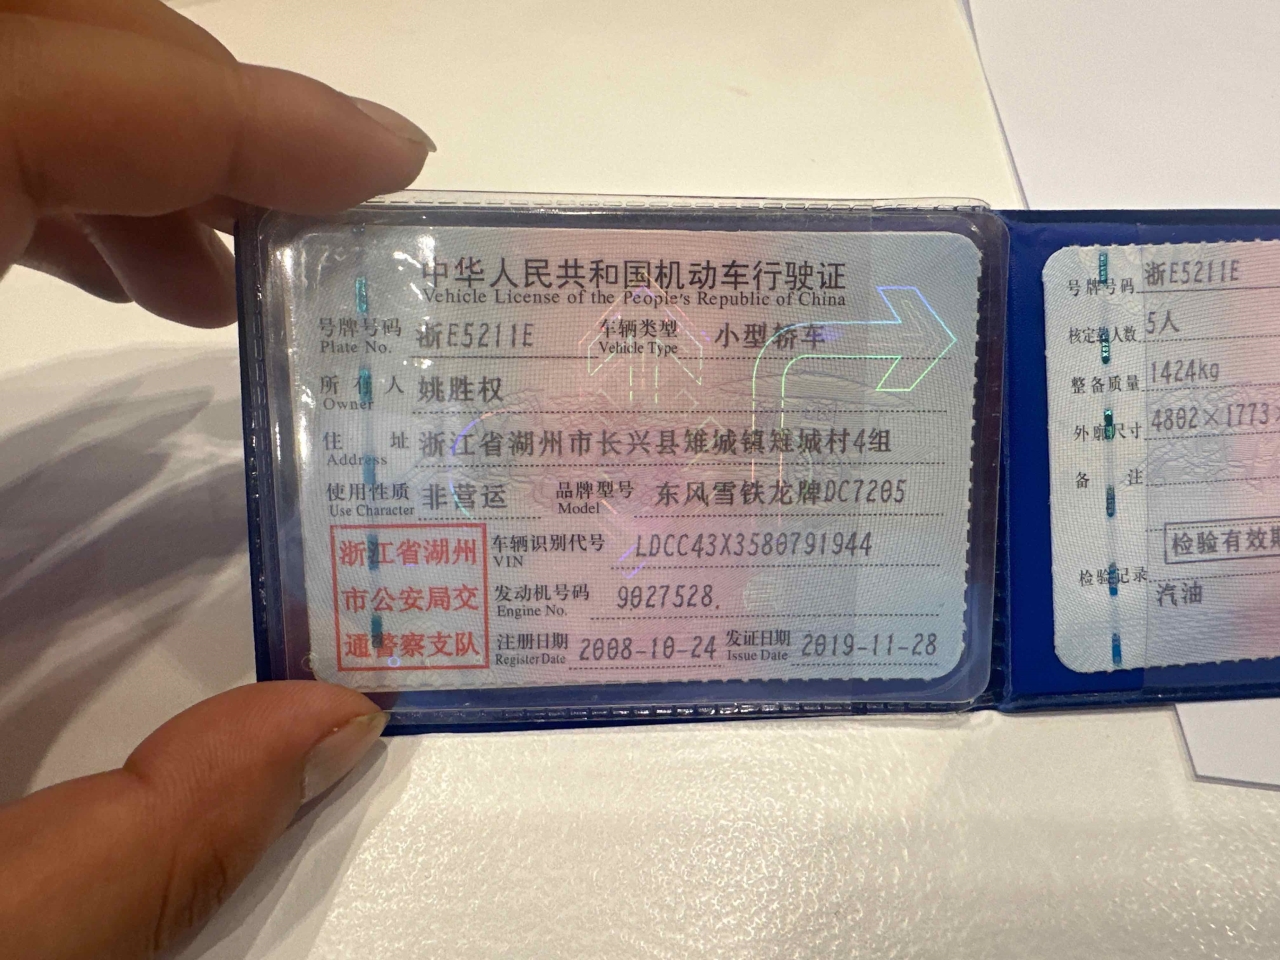 中华人民共和国机动车行驶证
Vehicle License of the People's Republic of China
号牌号码 浙E5211E 车辆类型 小型轿车
Plate No. Vehicle Type
所有人 姚胜权
Owner
住址 浙江省湖州市长兴县雉城镇雉城村4组
Address
使用性质 非营运 品牌型号 东风雪铁龙牌DC7205
Use Character Model
浙江省湖州
市公安局交
通警察支队
车辆识别代号 LDCC43X3580791944
VIN
发动机号码 9027528
Engine No.
注册日期 2008-10-24 发证日期 2019-11-28
Register Date Issue Date
号牌号码 浙E5211E
核定载人数 5人
整备质量 1424kg
外廓尺寸 4802×1773
备注
检验有效期
检验记录
汽油